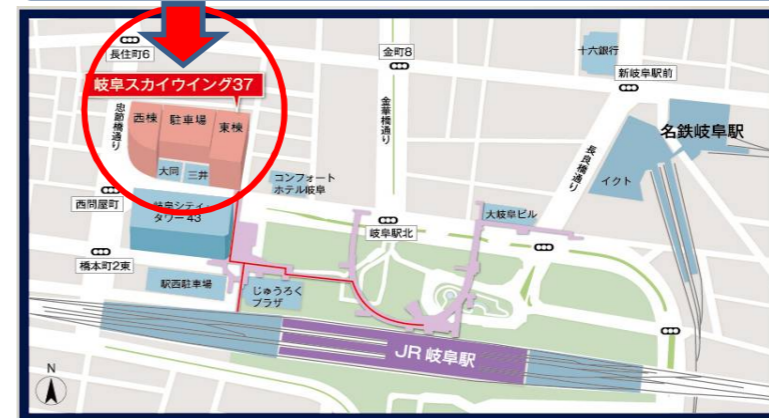 長住町6
金町8
十六銀行
新岐阜駅前
岐阜スカイウイング37
忠節橋通り
西棟
駐車場
東棟
金華橋通り
長良橋通り
名鉄岐阜駅
イクト
大同
三井
コンフォート
ホテル岐阜
西問屋町
岐阜シティ・
タワー43
大岐阜ビル
岐阜駅北
橋本町2東
駅西駐車場
じゅうろく
プラザ
JR 岐阜駅
N